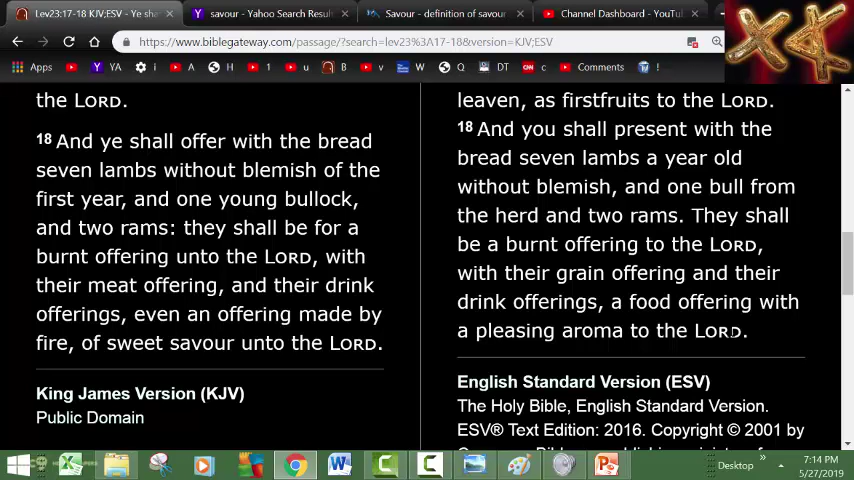 Lev23:17-18 KJV;ESV - Ye sha
savour - Yahoo Search Resul
Savour - definition of savour
Channel Dashboard - YouTu
https://www.biblegateway.com/passage/?search=lev23%3A17-18&version=KJV;ESV
Apps
A
YA
i
A
H
1
u
B
W
Q
DT
c
Comments
!
XK
the LORD.
18 And ye shall offer with the bread
seven lambs without blemish of the
first year, and one young bullock,
and two rams: they shall be for a
burnt offering unto the LORD, with
their meat offering, and their drink
offerings, even an offering made by
fire, of sweet savour unto the LORD.
King James Version (KJV)
Public Domain
leaven, as firstfruits to the LORD.
18 And you shall present with the
bread seven lambs a year old
without blemish, and one bull from
the herd and two rams. They shall
be a burnt offering to the LORD,
with their grain offering and their
drink offerings, a food offering with
a pleasing aroma to the LORD.
English Standard Version (ESV)
The Holy Bible, English Standard Version.
ESV® Text Edition: 2016. Copyright © 2001 by
Desktop
7:14 PM
5/27/2019